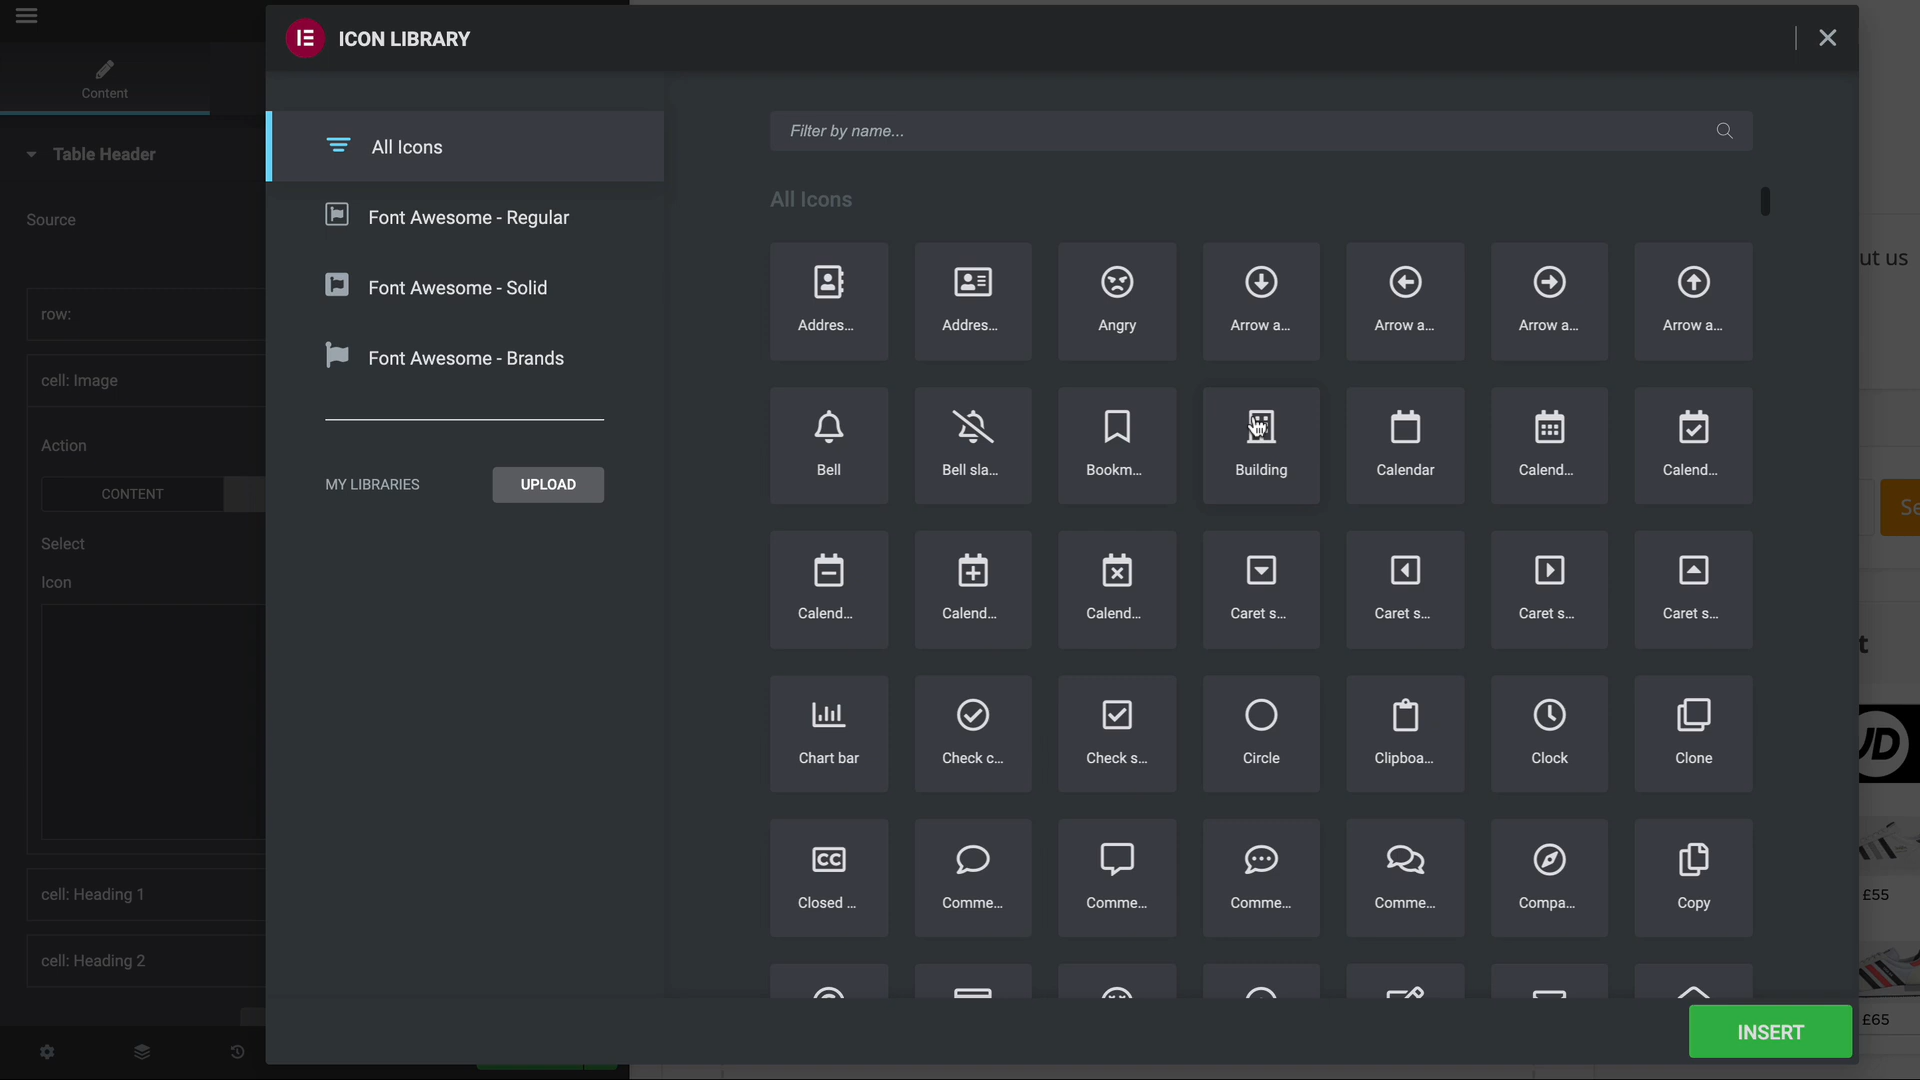 ICON LIBRARY
Content
Table Header
Source
row:
cell: Image
Action
CONTENT
Select
Icon
cell: Heading 1
cell: Heading 2
All Icons
Font Awesome - Regular
Font Awesome - Solid
Font Awesome - Brands
MY LIBRARIES
UPLOAD
Filter by name...
All Icons
Addres...
Addres...
Angry
Arrow a...
Arrow a...
Arrow a...
Arrow a...
Bell
Bell sla...
Bookm...
Building
Calendar
Calend...
Calend...
Calend...
Calend...
Calend...
Caret s...
Caret s...
Caret s...
Caret s...
Chart bar
Check c...
Check s...
Circle
Clipboa...
Clock
Clone
CC
Closed ...
Comme...
Comme...
Comme...
Comme...
Compa...
Copy
INSERT
ut us
Se
t
JD
£55
£65